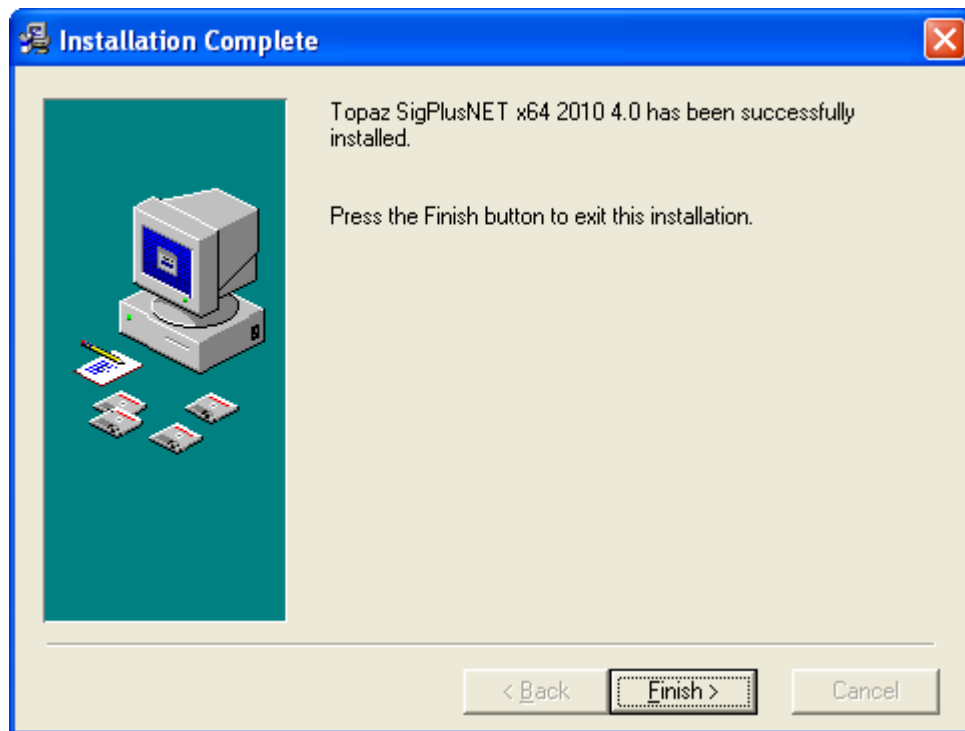 Installation Complete
Topaz SigPlusNET x64 2010 4.0 has been successfully
installed.
Press the Finish button to exit this installation.
< Back
Finish >
Cancel